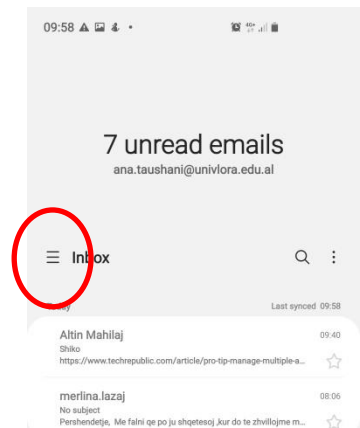 09:58
7 unread emails
ana.taushani@univlora.edu.al
Inbox
Today Last synced 09:58
Altin Mahilaj 09:40
Shiko
https://www.techrepublic.com/article/pro-tip-manage-multiple-a...
merlina.lazaj 08:06
No subject
Pershendetje, Me falni qe po ju shqetesoj ,kur do te zhvillojme m...